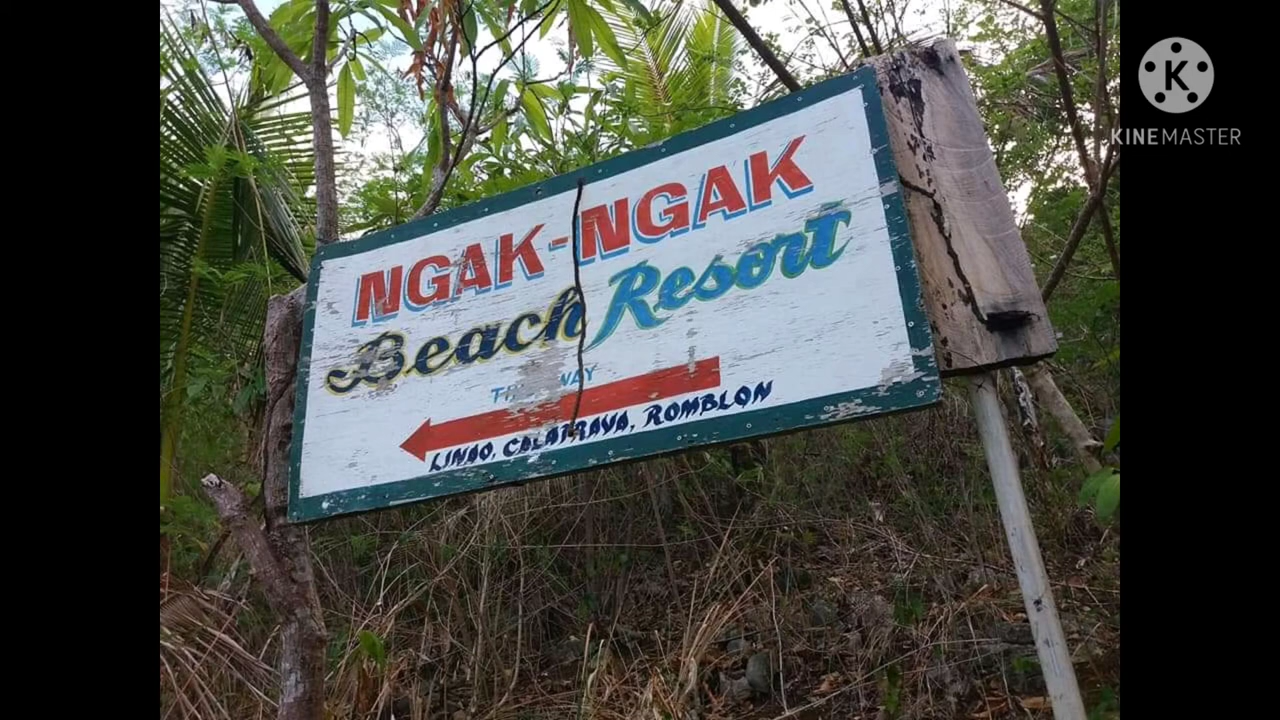 NGAK-NGAK
Beach Resort
THIS WAY
LINAO, CALATRAVA, ROMBLON
K
KINEMASTER